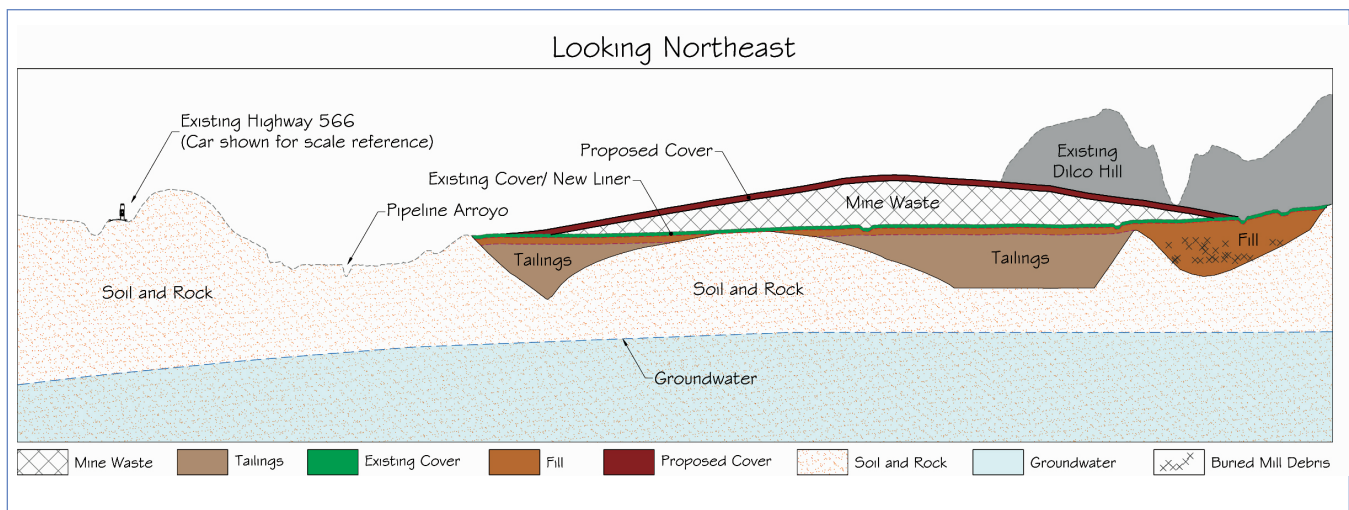 Looking Northeast
Existing Highway 566
(Car shown for scale reference)
Proposed Cover
Existing Cover/ New Liner
Pipeline Arroyo
Existing
Dilco Hill
Mine Waste
Fill
Tailings
Tailings
Soil and Rock
Soil and Rock
Groundwater
Mine Waste
Tailings
Existing Cover
Fill
Proposed Cover
Soil and Rock
Groundwater
Buried Mill Debris